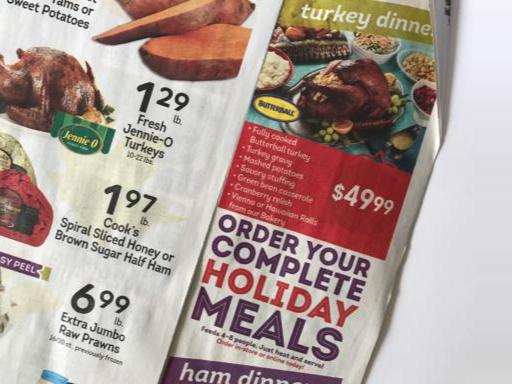 Yams or
Sweet Potatoes
1.29
lb.
Jennie-O
Fresh
Jennie-O
Turkeys
10-22 lbs.
1.97
lb.
Cook's
Spiral Sliced Honey or
Brown Sugar Half Ham
SY PEEL
6.99
lb.
Extra Jumbo
Raw Prawns
16/20 ct. previously frozen
turkey dinne
BUTTERBALL
• Fully cooked
Butterball turkey
• Turkey gravy
• Mashed potatoes
• Savory stuffing
• Green bean casserole
• Cranberry relish
• Vienna or Hawaiian Rolls
from our Bakery
$49.99
ORDER YOUR
COMPLETE
HOLIDAY
MEALS
Feeds 4-6 people. Just heat and serve!
Order in-store or online today!
ham dinne